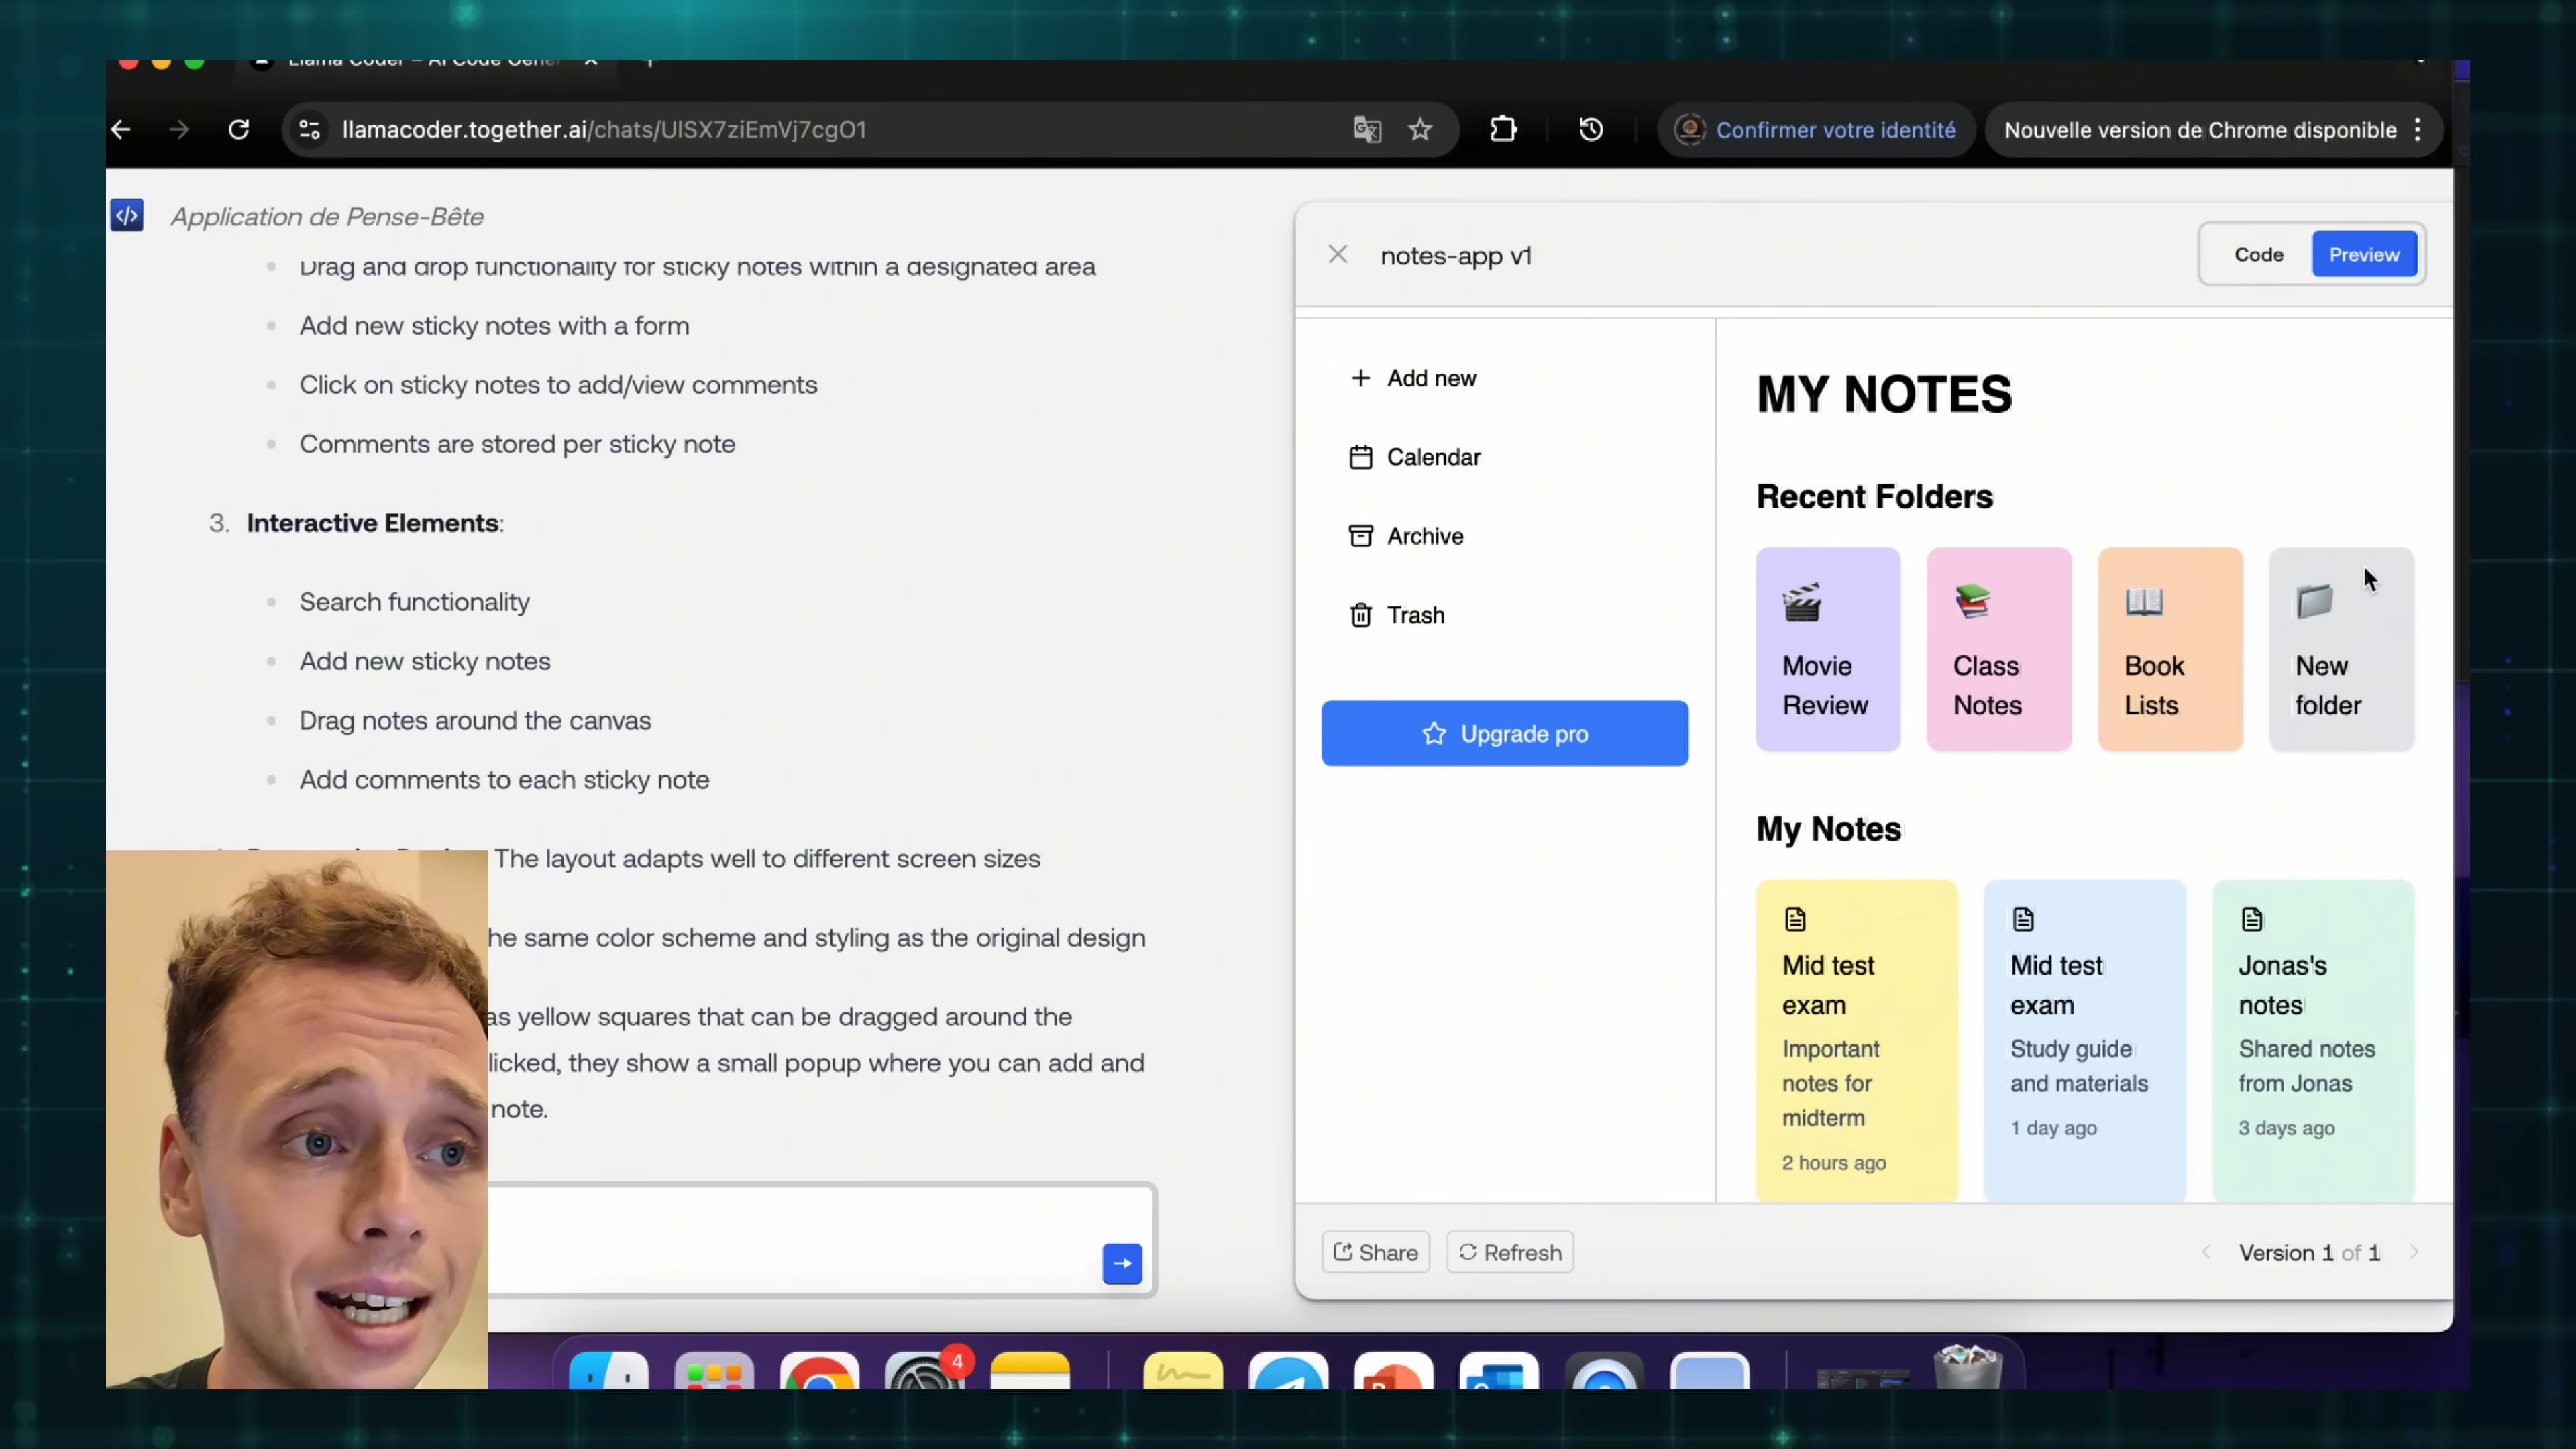 Llama Coder – AI Code Gener
llamacoder.together.ai/chats/UlSX7ziEmVj7cgO1
Confirmer votre identité
Nouvelle version de Chrome disponible
Application de Pense-Bête
Drag and drop functionality for sticky notes within a designated area
Add new sticky notes with a form
Click on sticky notes to add/view comments
Comments are stored per sticky note
3. Interactive Elements:
Search functionality
Add new sticky notes
Drag notes around the canvas
Add comments to each sticky note
The layout adapts well to different screen sizes
he same color scheme and styling as the original design
as yellow squares that can be dragged around the
licked, they show a small popup where you can add and
note.
notes-app v1
Code
Preview
Add new
Calendar
Archive
Trash
Upgrade pro
MY NOTES
Recent Folders
Movie
Review
Class
Notes
Book
Lists
New
folder
My Notes
Mid test
exam
Important
notes for
midterm
2 hours ago
Mid test
exam
Study guide
and materials
1 day ago
Jonas's
notes
Shared notes
from Jonas
3 days ago
Share
Refresh
Version 1 of 1
4